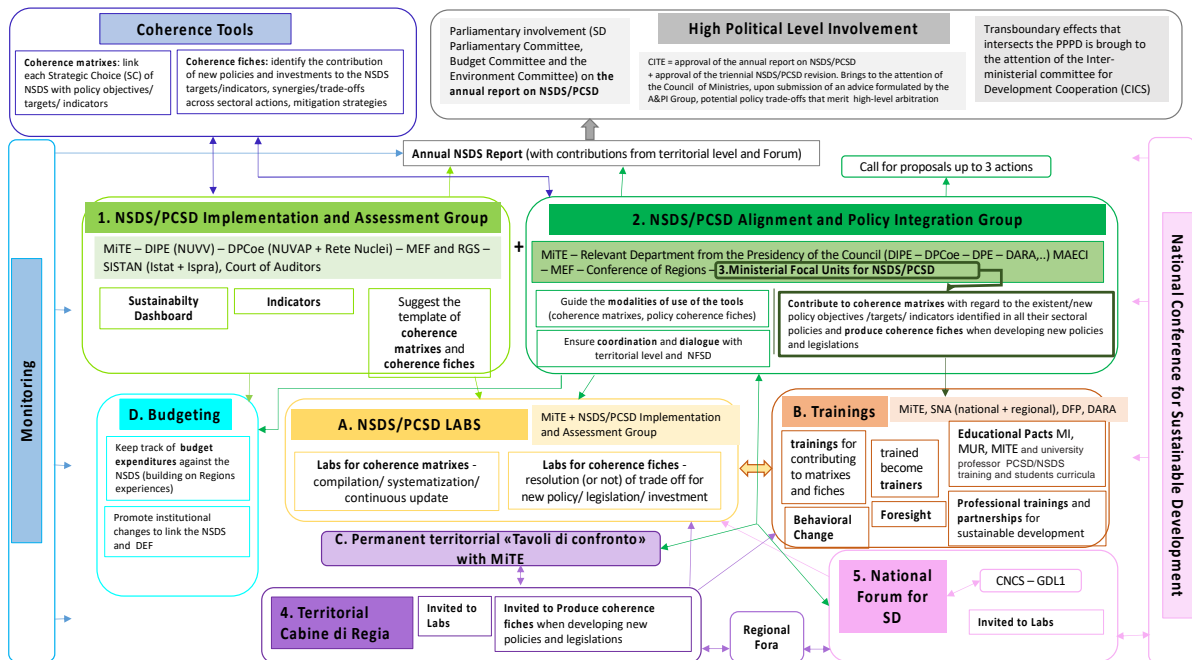 Coherence Tools
Coherence matrixes: link
each Strategic Choice (SC) of
NSDS with policy objectives/
targets/ indicators
Coherence fiches: identify the contribution
of new policies and investments to the NSDS
targets/indicators, synergies/trade-offs
across sectoral actions, mitigation strategies
High Political Level Involvement
Parliamentary involvement (SD
Parliamentary Committee,
Budget Committee and the
Environment Committee) on the
annual report on NSDS/PCSD
CITE = approval of the annual report on NSDS/PCSD
+ approval of the triennial NSDS/PCSD revision. Brings to the attention of
the Council of Ministries, upon submission of an advice formulated by the
A&PI Group, potential policy trade-offs that merit high-level arbitration
Transboundary effects that
intersects the PPPD is brough to
the attention of the Inter-
ministerial committee for
Development Cooperation (CICS)
Annual NSDS Report (with contributions from territorial level and Forum)
Call for proposals up to 3 actions
Monitoring
National Conference for Sustainable Development
1. NSDS/PCSD Implementation and Assessment Group
MiTE – DIPE (NUVV) – DPCoe (NUVAP + Rete Nuclei) – MEF and RGS –
SISTAN (Istat + Ispra), Court of Auditors
Sustainabilty
Dashboard
Indicators
Suggest the
template of
coherence
matrixes and
coherence fiches
+
2. NSDS/PCSD Alignment and Policy Integration Group
MiTE – Relevant Department from the Presidency of the Council (DIPE – DPCoe – DPE – DARA,..) MAECI
– MEF – Conference of Regions – 3.Ministerial Focal Units for NSDS/PCSD
Guide the modalities of use of the tools
(coherence matrixes, policy coherence fiches)
Ensure coordination and dialogue with
territorial level and NFSD
Contribute to coherence matrixes with regard to the existent/new
policy objectives /targets/ indicators identified in all their sectoral
policies and produce coherence fiches when developing new policies
and legislations
D. Budgeting
Keep track of budget
expenditures against the
NSDS (building on Regions
experiences)
Promote institutional
changes to link the NSDS
and DEF
A. NSDS/PCSD LABS
MiTE + NSDS/PCSD Implementation
and Assessment Group
Labs for coherence matrixes -
compilation/ systematization/
continuous update
Labs for coherence fiches -
resolution (or not) of trade off for
new policy/ legislation/ investment
B. Trainings
MiTE, SNA (national + regional), DFP, DARA
trainings for
contributing
to matrixes
and fiches
trained
become
trainers
Educational Pacts MI,
MUR, MITE and university
professor PCSD/NSDS
training and students curricula
Behavioral
Change
Foresight
Professional trainings and
partnerships for
sustainable development
C. Permanent territorrial «Tavoli di confronto»
with MiTE
4. Territorial
Cabine di Regia
Invited to
Labs
Invited to Produce coherence
fiches when developing new
policies and legislations
Regional
Fora
5. National
Forum for
SD
CNCS – GDL1
Invited to Labs